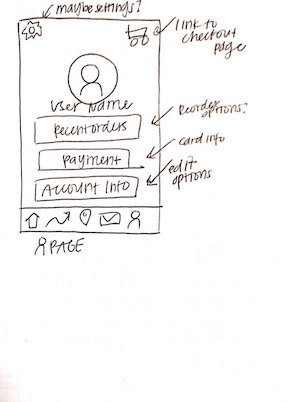 maybe settings?
link to
checkout
page
User Name
Recent orders
Reorder
options?
Payment
card info
Account Info
edit
options
PAGE